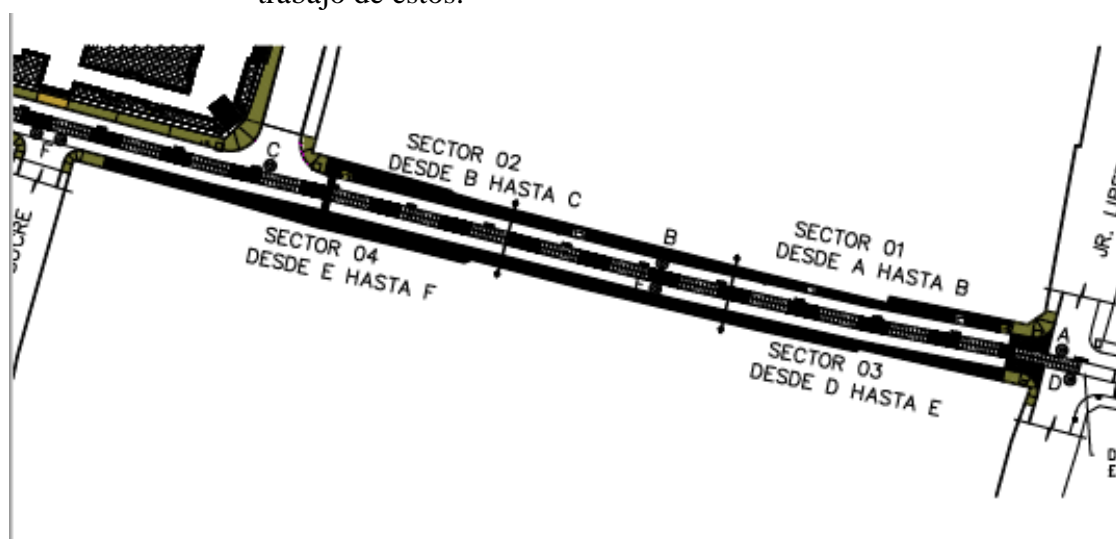 trabajo de estos.
SECTOR 02
DESDE B HASTA C
C
F
SECTOR 01
DESDE A HASTA B
B
E
SECTOR 04
DESDE E HASTA F
SECTOR 03
DESDE D HASTA E
A
D
JR.